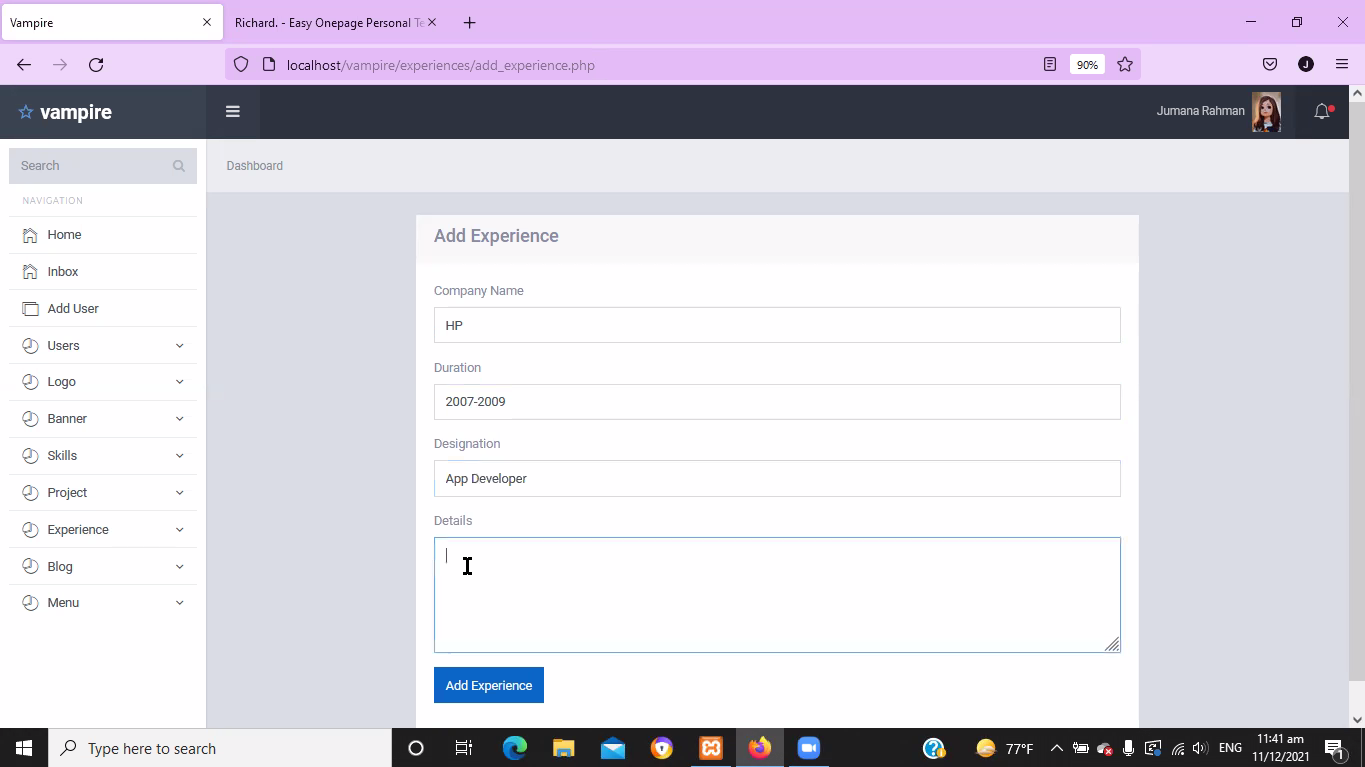 Vampire
Richard. - Easy Onepage Personal Te
localhost/vampire/experiences/add_experience.php
90%
J
vampire
Jumana Rahman
Search
Dashboard
NAVIGATION
Home
Inbox
Add User
Users
Logo
Banner
Skills
Project
Experience
Blog
Menu
Add Experience
Company Name
HP
Duration
2007-2009
Designation
App Developer
Details
Add Experience
Type here to search
77°F
ENG
11:41 am
11/12/2021
1